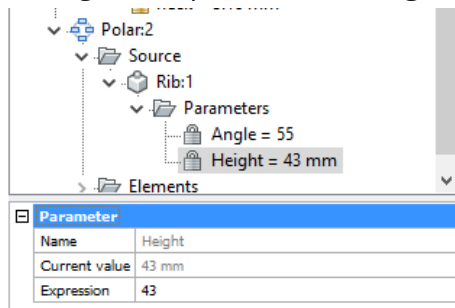 Polar:2
Source
Rib:1
Parameters
Angle = 55
Height = 43 mm
Elements
Parameter
Name Height
Current value 43 mm
Expression 43